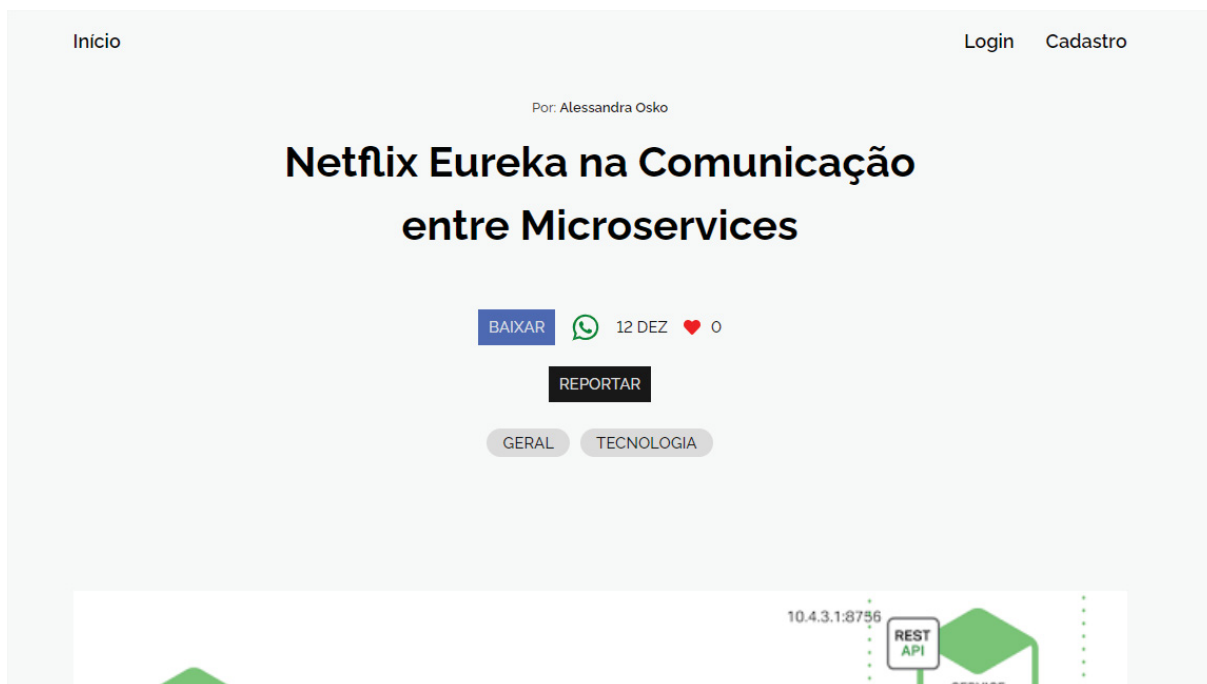 Início
Login Cadastro
Por: Alessandra Osko
Netflix Eureka na Comunicação
entre Microservices
BAIXAR 12 DEZ 0
REPORTAR
GERAL TECNOLOGIA
10.4.3.1:8756
REST
API